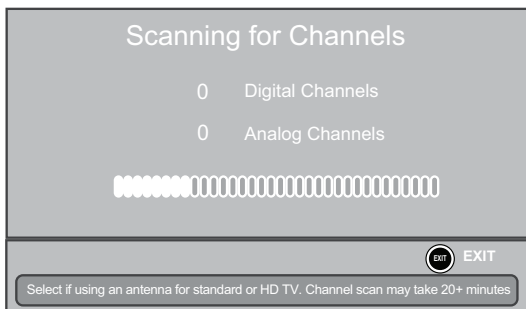 Scanning for Channels
0 Digital Channels
0 Analog Channels
EXIT EXIT
Select if using an antenna for standard or HD TV. Channel scan may take 20+ minutes